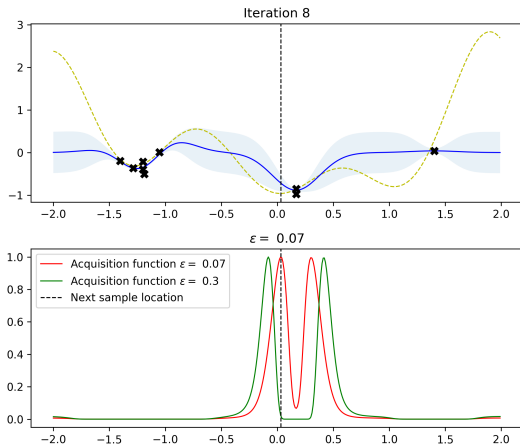 Iteration 8
3
2
1
0
−1
−2.0 −1.5 −1.0 −0.5 0.0 0.5 1.0 1.5 2.0
ε = 0.07
1.0
0.8
0.6
0.4
0.2
0.0
Acquisition function ε = 0.07
Acquisition function ε = 0.3
Next sample location
−2.0 −1.5 −1.0 −0.5 0.0 0.5 1.0 1.5 2.0